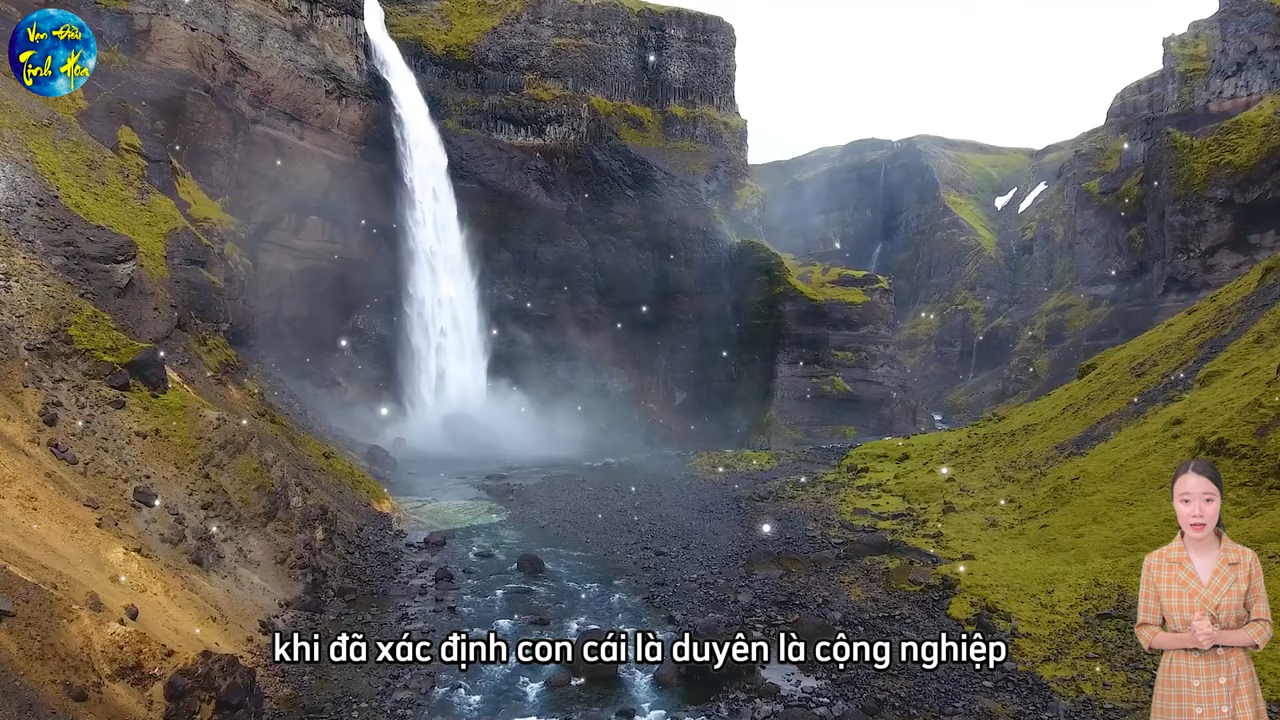 Vạn Điều
Tinh Hoa
khi đã xác định con cái là duyên là cộng nghiệp